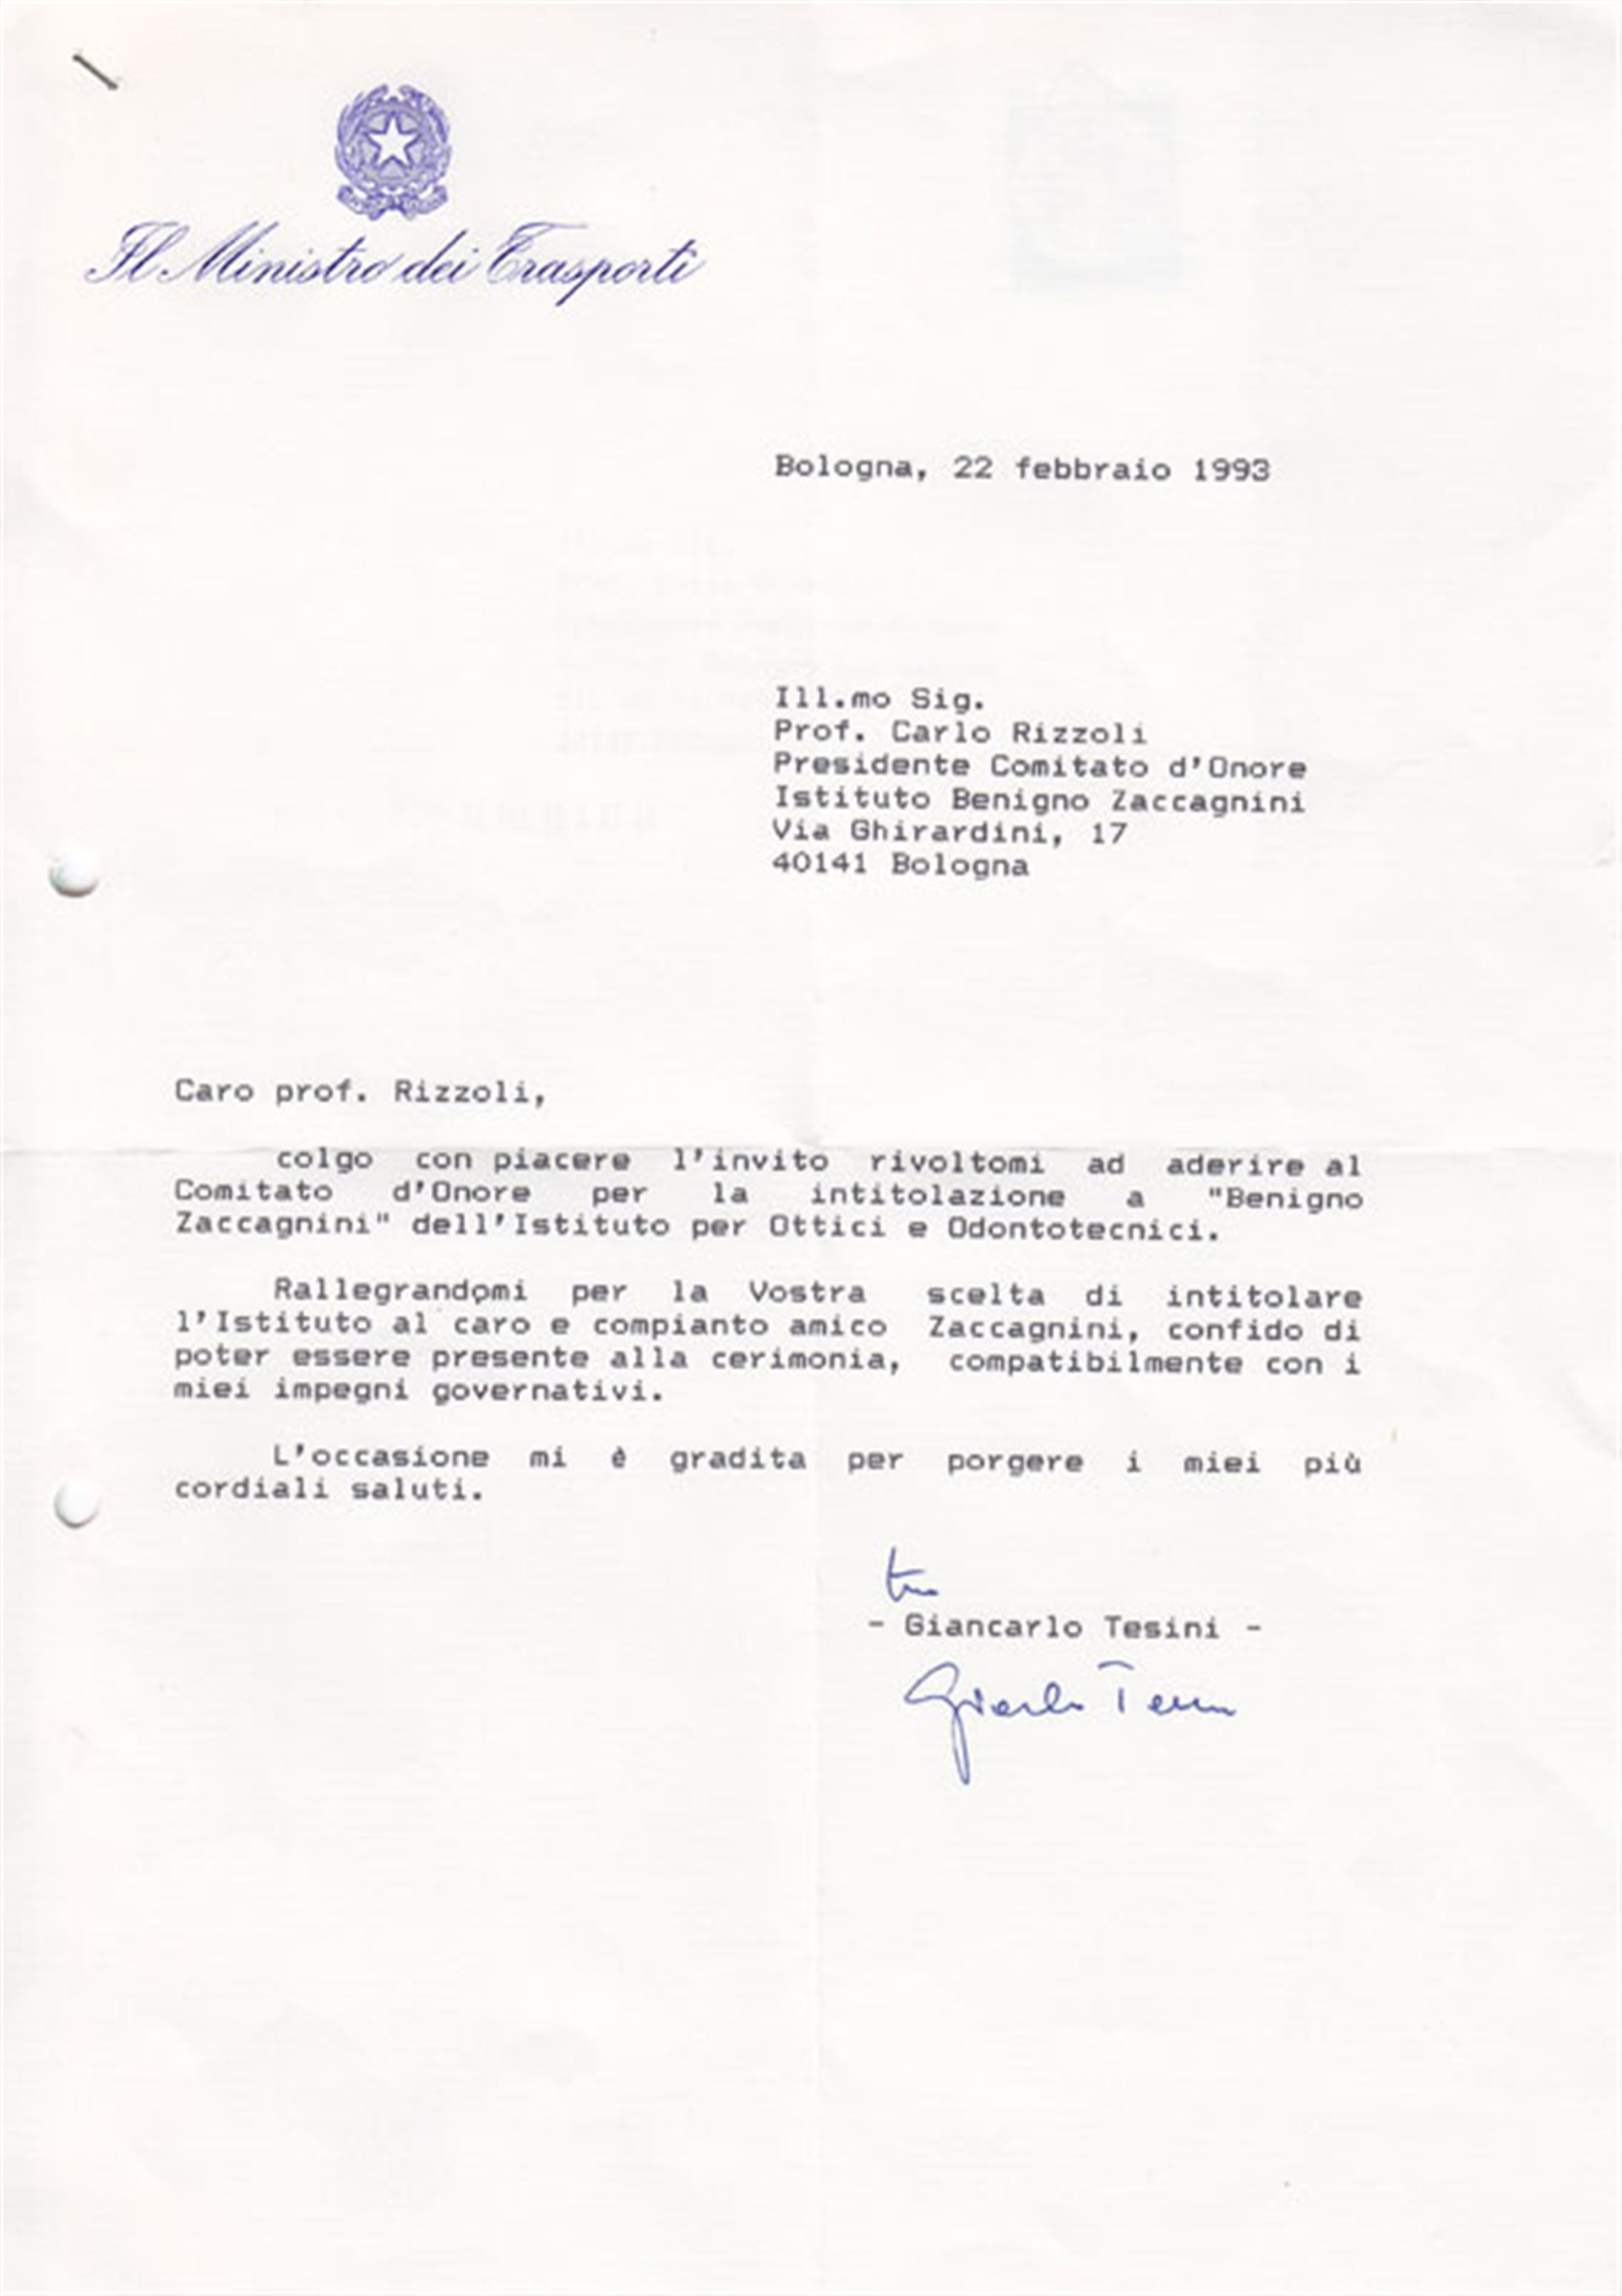 Il Ministro dei Trasporti
Bologna, 22 febbraio 1993
Ill.mo Sig.
Prof. Carlo Rizzoli
Presidente Comitato d'Onore
Istituto Benigno Zaccagnini
Via Ghirardini, 17
40141 Bologna
Caro prof. Rizzoli,
colgo con piacere l'invito rivoltomi ad aderire al
Comitato d'Onore per la intitolazione a "Benigno
Zaccagnini" dell'Istituto per Ottici e Odontotecnici.
Rallegrandomi per la Vostra scelta di intitolare
l'Istituto al caro e compianto amico Zaccagnini, confido di
poter essere presente alla cerimonia, compatibilmente con i
miei impegni governativi.
L'occasione mi è gradita per porgere i miei più
cordiali saluti.
- Giancarlo Tesini -